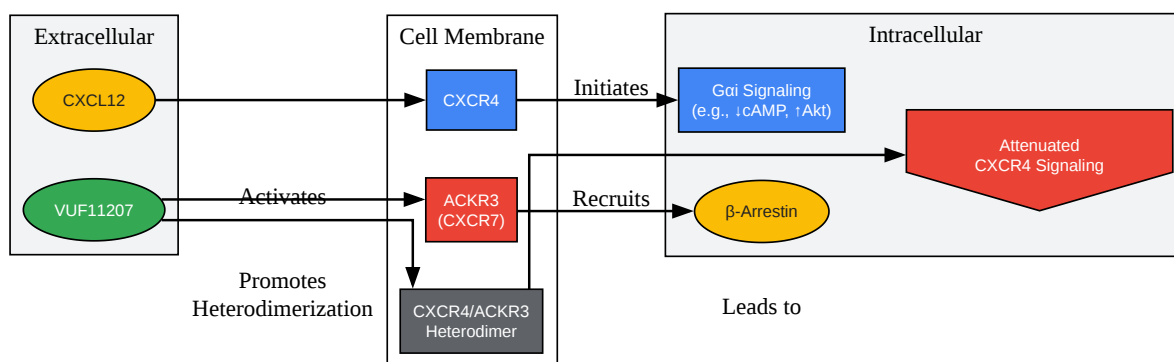 Extracellular
Cell Membrane
Intracellular
CXCL12
CXCR4
Initiates
Gαi Signaling
(e.g., ↓cAMP, ↑Akt)
Attenuated
CXCR4 Signaling
VUF11207
Activates
ACKR3
(CXCR7)
Recruits
β-Arrestin
Promotes
Heterodimerization
CXCR4/ACKR3
Heterodimer
Leads to